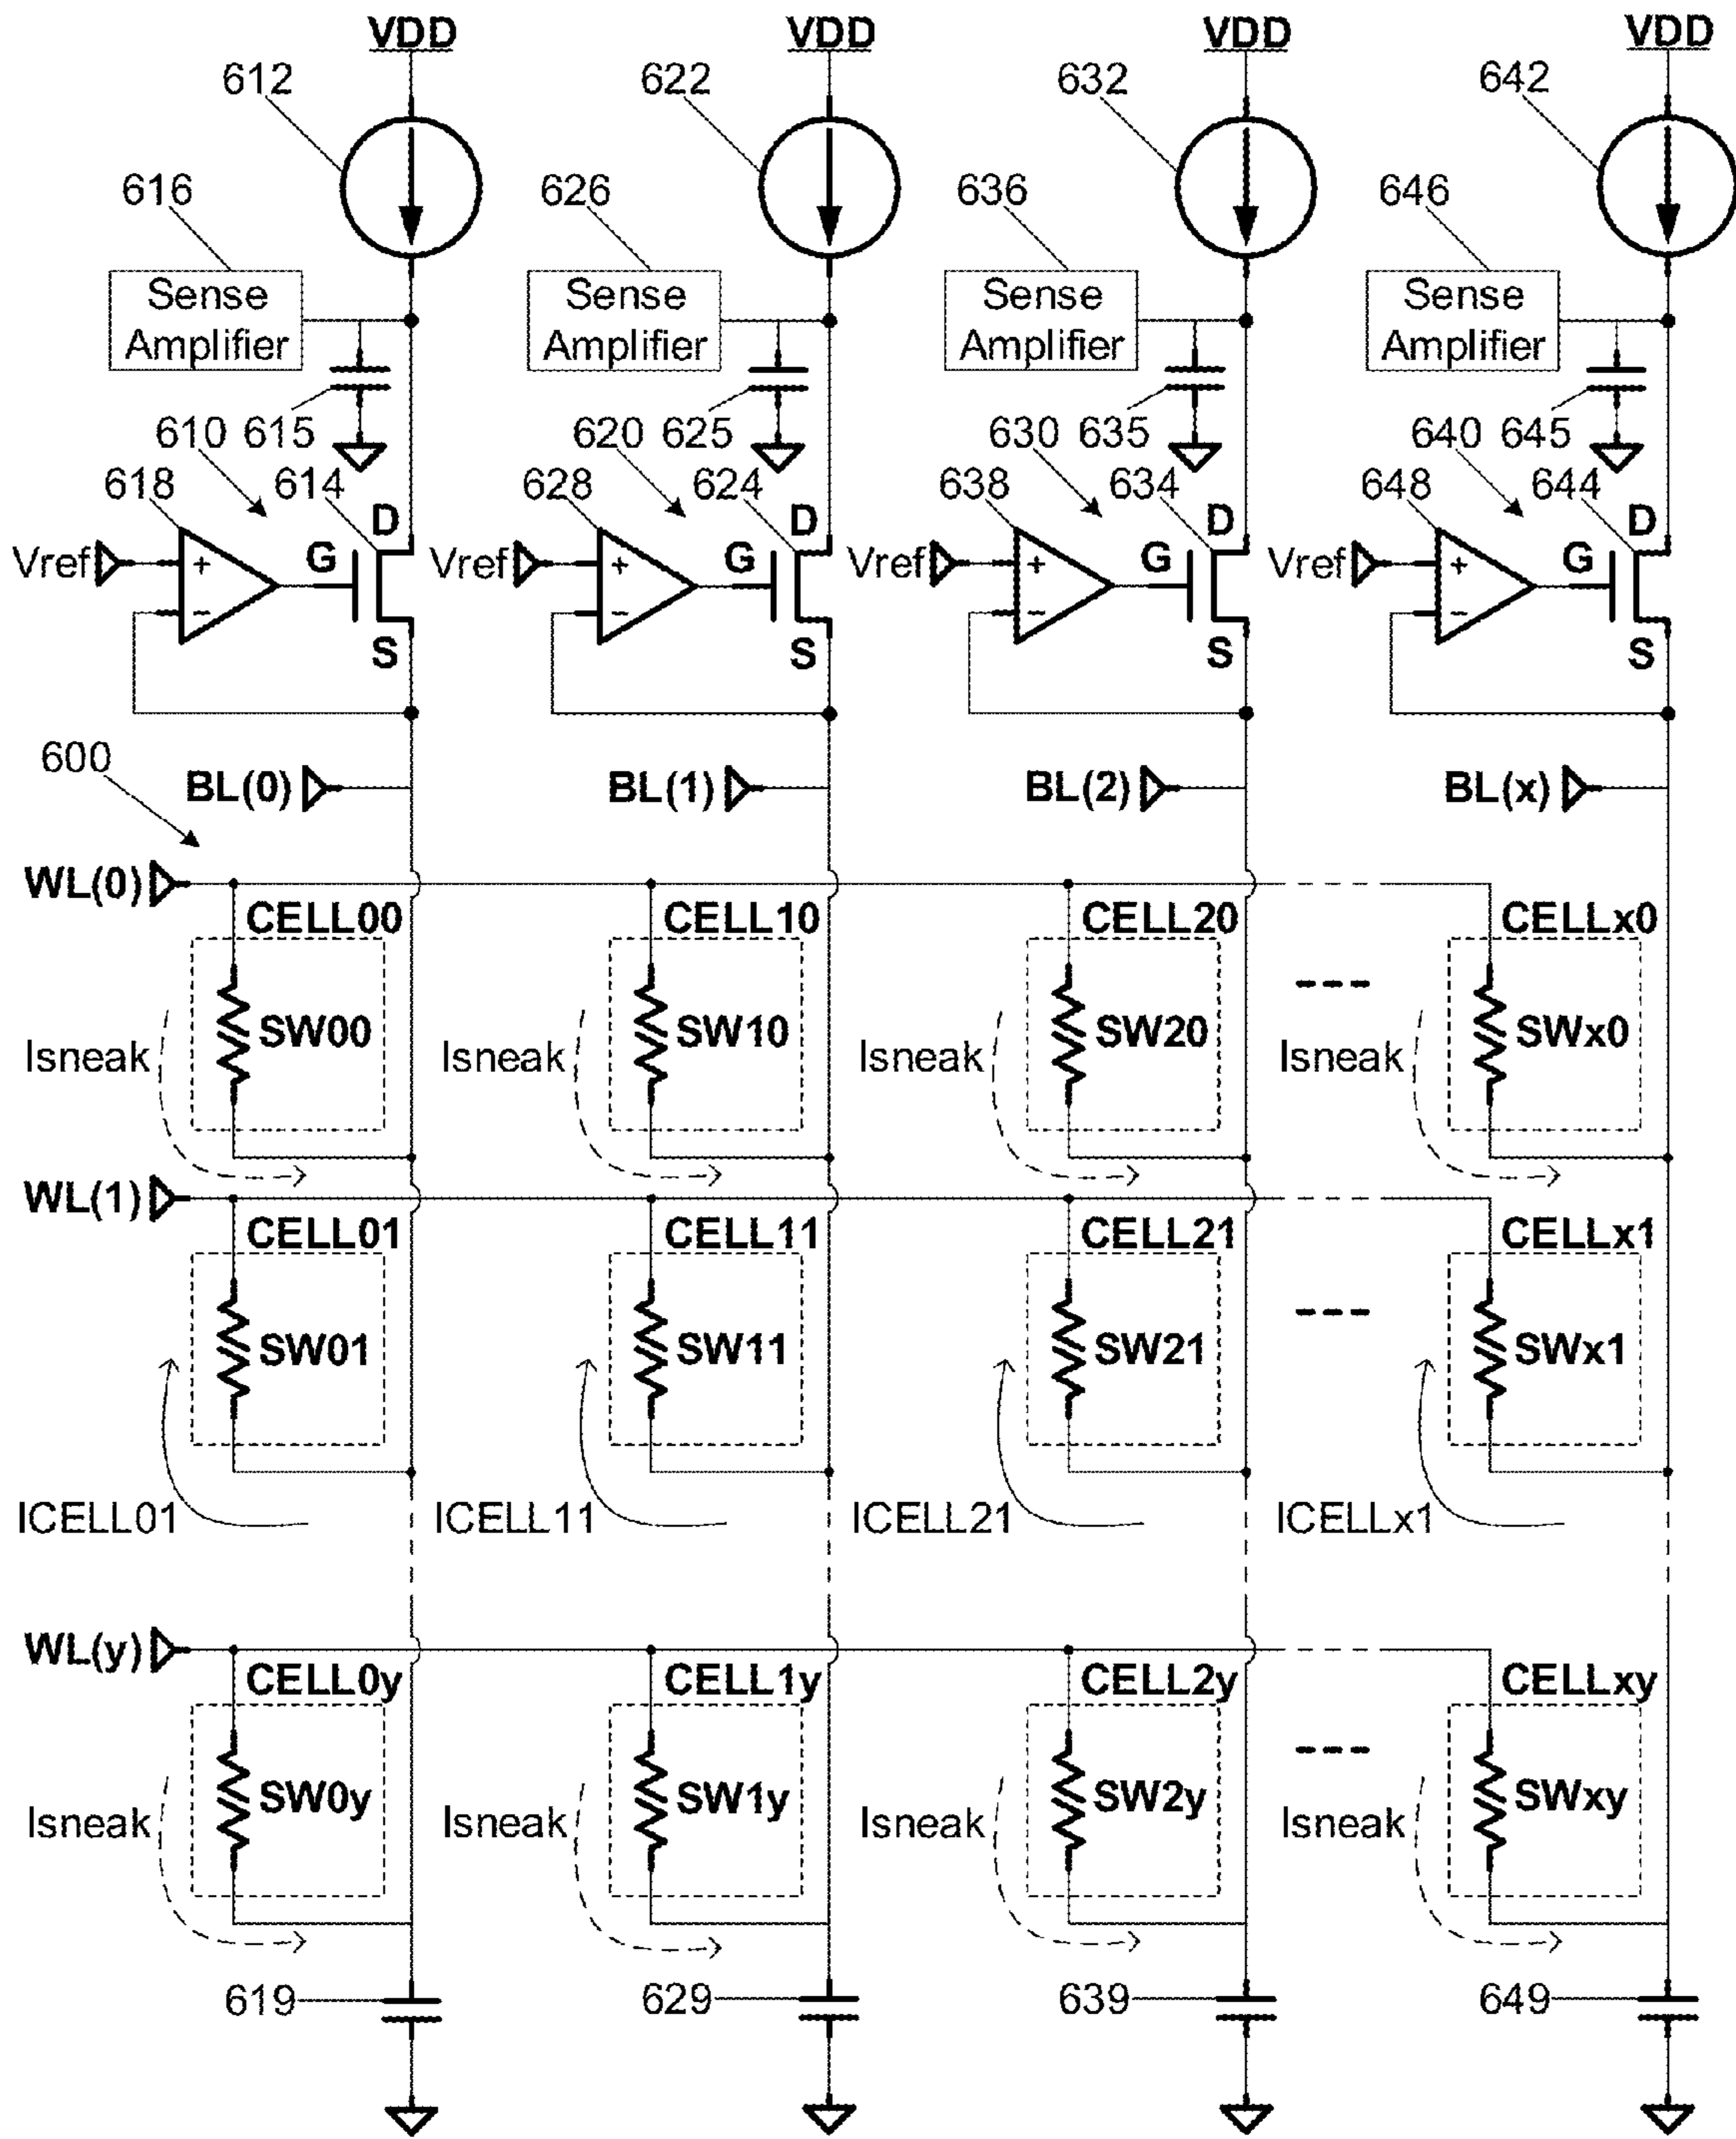 VDD VDD VDD VDD
612 622 632 642
616 626 636 646
Sense Amplifier Sense Amplifier Sense Amplifier Sense Amplifier
610 615 620 625 630 635 640 645
618 614 628 624 638 634 648 644
D D D D
Vref + G Vref + G Vref + G Vref + G
− − − −
S S S S
600
BL(0) BL(1) BL(2) BL(x)
WL(0)
CELL00 CELL10 CELL20 CELLx0
SW00 SW10 SW20 SWx0
Isneak Isneak Isneak Isneak
WL(1)
CELL01 CELL11 CELL21 CELLx1
SW01 SW11 SW21 SWx1
ICELL01 ICELL11 ICELL21 ICELLx1
WL(y)
CELL0y CELL1y CELL2y CELLxy
SW0y SW1y SW2y SWxy
Isneak Isneak Isneak Isneak
619 629 639 649